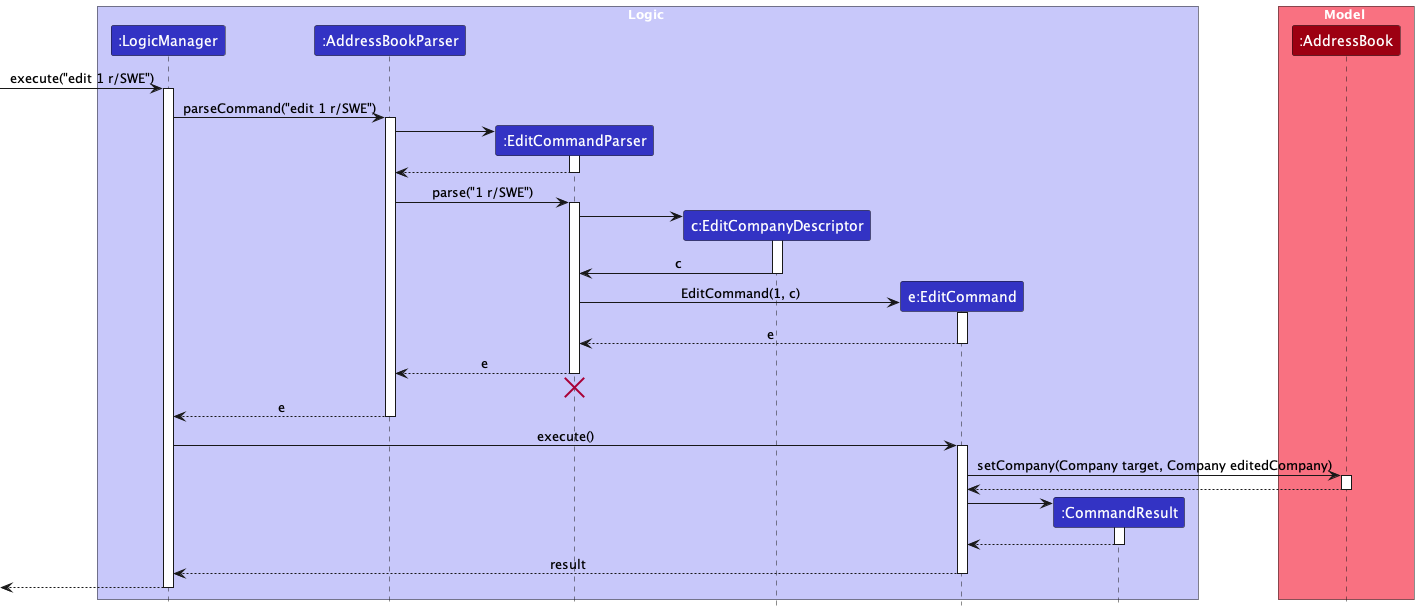 Logic
Model
:LogicManager
:AddressBookParser
:AddressBook
execute("edit 1 r/SWE")
parseCommand("edit 1 r/SWE")
:EditCommandParser
parse("1 r/SWE")
c:EditCompanyDescriptor
c
EditCommand(1, c)
e:EditCommand
e
e
e
execute()
setCompany(Company target, Company editedCompany)
:CommandResult
result